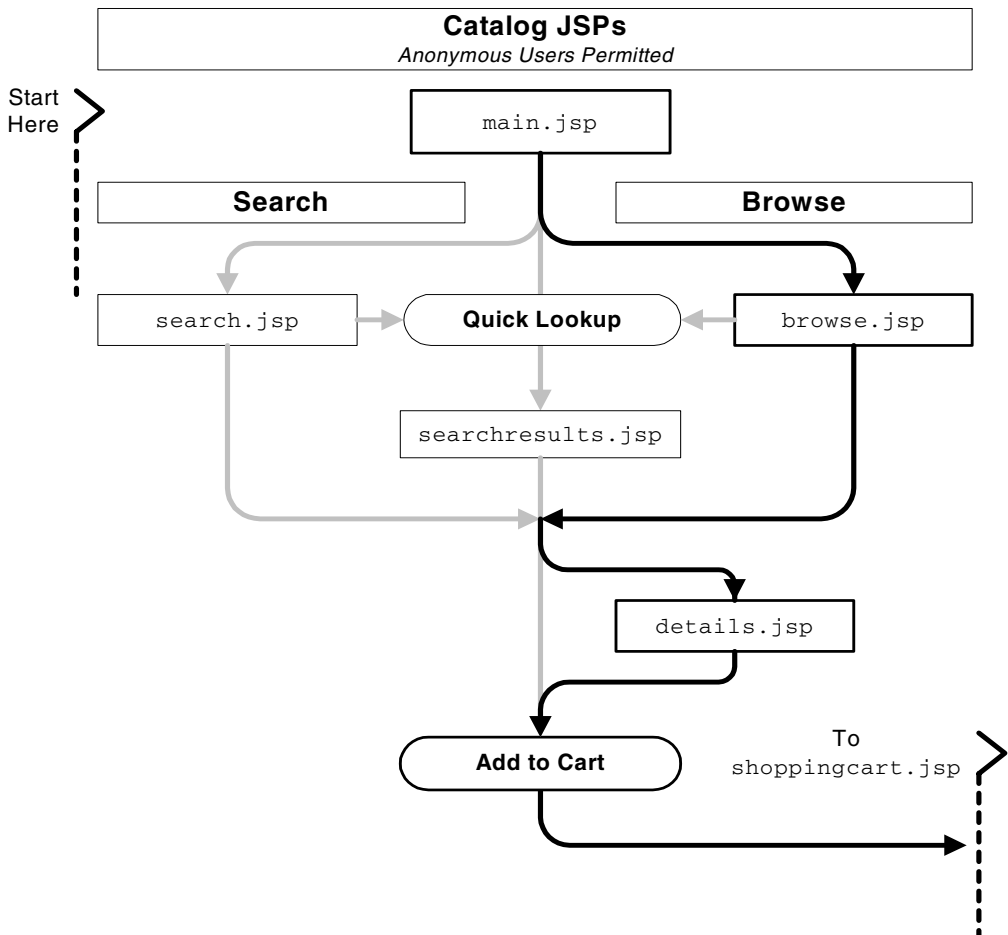 Catalog JSPs
Anonymous Users Permitted
Start
Here
main.jsp
Search
Browse
search.jsp
Quick Lookup
browse.jsp
searchresults.jsp
details.jsp
Add to Cart
To
shoppingcart.jsp